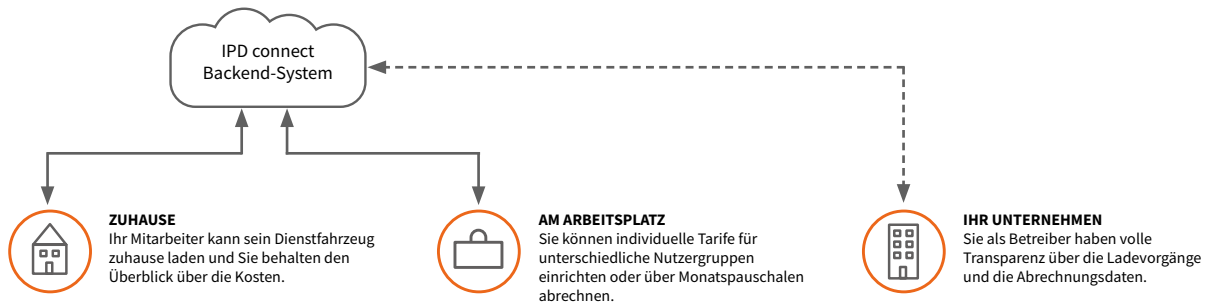 IPD connect
Backend-System
ZUHAUSE
Ihr Mitarbeiter kann sein Dienstfahrzeug
zuhause laden und Sie behalten den
Überblick über die Kosten.
AM ARBEITSPLATZ
Sie können individuelle Tarife für
unterschiedliche Nutzergruppen
einrichten oder über Monatspauschalen
abrechnen.
IHR UNTERNEHMEN
Sie als Betreiber haben volle
Transparenz über die Ladevorgänge
und die Abrechnungsdaten.